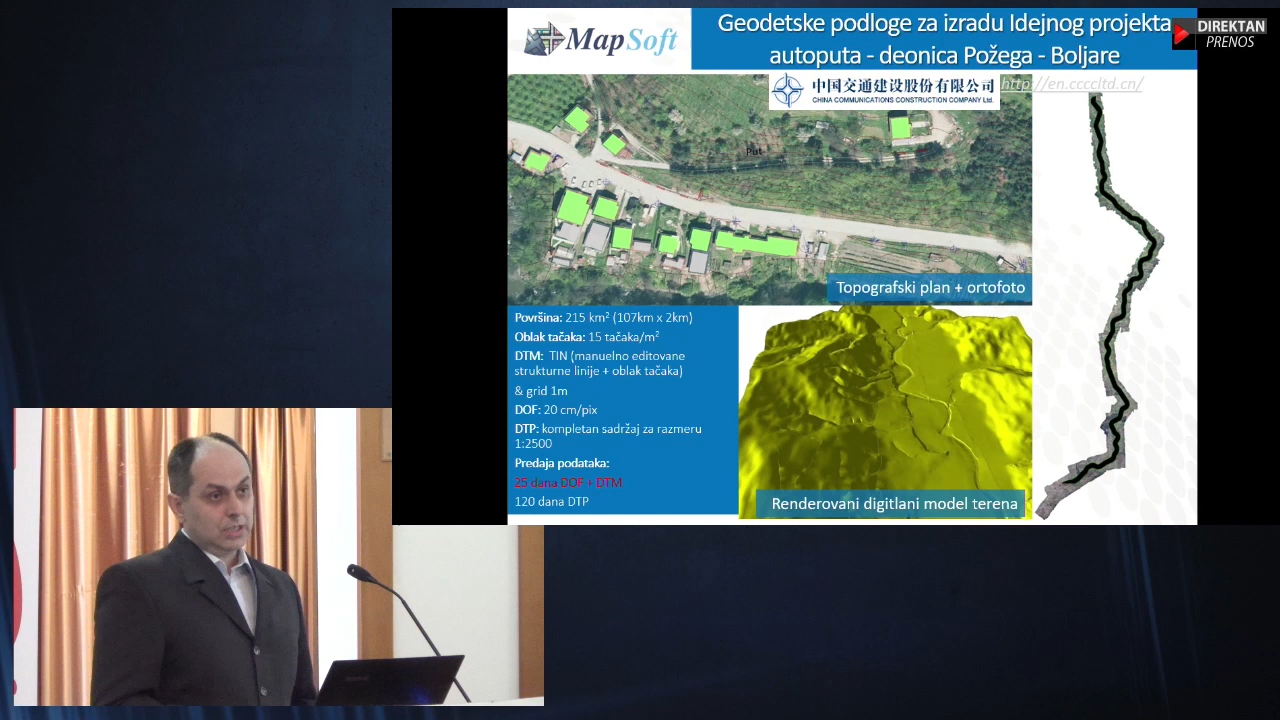 MapSoft
Geodetske podloge za izradu Idejnog projekta
autoputa - deonica Požega - Boljare
DIREKTAN
PRENOS
中国交通建设股份有限公司
CHINA COMMUNICATIONS CONSTRUCTION COMPANY Ltd.
http://en.ccccltd.cn/
Put
Topografski plan + ortofoto
Površina: 215 km² (107km x 2km)
Oblak tačaka: 15 tačaka/m²
DTM: TIN (manuelno editovane
strukturne linije + oblak tačaka)
& grid 1m
DOF: 20 cm/pix
DTP: kompletan sadržaj za razmeru
1:2500
Predaja podataka:
25 dana DOF + DTM
120 dana DTP
Renderovani digitlani model terena